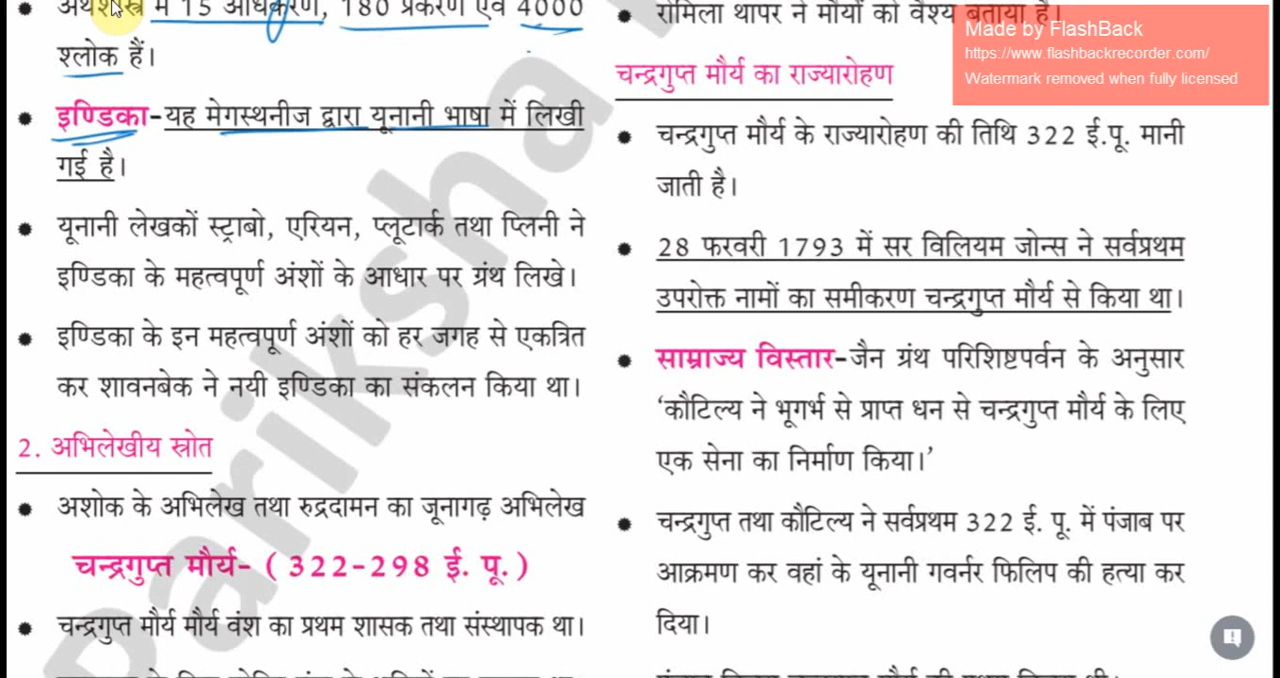 अर्थशास्त्र में 15 अधिकरण, 180 प्रकरण एवं 4000
श्लोक हैं।
इण्डिका-यह मेगस्थनीज द्वारा यूनानी भाषा में लिखी
गई है।
यूनानी लेखकों स्ट्राबो, एरियन, प्लूटार्क तथा प्लिनी ने
इण्डिका के महत्वपूर्ण अंशों के आधार पर ग्रंथ लिखे।
इण्डिका के इन महत्वपूर्ण अंशों को हर जगह से एकत्रित
कर शावनबेक ने नयी इण्डिका का संकलन किया था।
2. अभिलेखीय स्रोत
अशोक के अभिलेख तथा रुद्रदामन का जूनागढ़ अभिलेख
चन्द्रगुप्त मौर्य- ( 322-298 ई. पू. )
चन्द्रगुप्त मौर्य मौर्य वंश का प्रथम शासक तथा संस्थापक था।
रोमिला थापर ने मौर्यों को वैश्य बताया है।
चन्द्रगुप्त मौर्य का राज्यारोहण
चन्द्रगुप्त मौर्य के राज्यारोहण की तिथि 322 ई.पू. मानी
जाती है।
28 फरवरी 1793 में सर विलियम जोन्स ने सर्वप्रथम
उपरोक्त नामों का समीकरण चन्द्रगुप्त मौर्य से किया था।
साम्राज्य विस्तार-जैन ग्रंथ परिशिष्टपर्वन के अनुसार
‘कौटिल्य ने भूगर्भ से प्राप्त धन से चन्द्रगुप्त मौर्य के लिए
एक सेना का निर्माण किया।’
चन्द्रगुप्त तथा कौटिल्य ने सर्वप्रथम 322 ई. पू. में पंजाब पर
आक्रमण कर वहां के यूनानी गवर्नर फिलिप की हत्या कर
दिया।
Made by FlashBack
https://www.flashbackrecorder.com/
Watermark removed when fully licensed
Pariksha